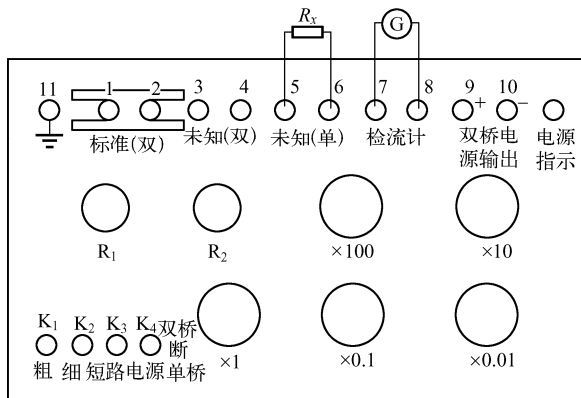 Rx
G
11 1 2 3 4 5 6 7 8 9 + 10 −
标准(双) 未知(双) 未知(单) 检流计 双桥电源输出 电源指示
R1 R2 ×100 ×10
K1 K2 K3 K4 双桥
断
粗 细 短路 电源 单桥
×1 ×0.1 ×0.01